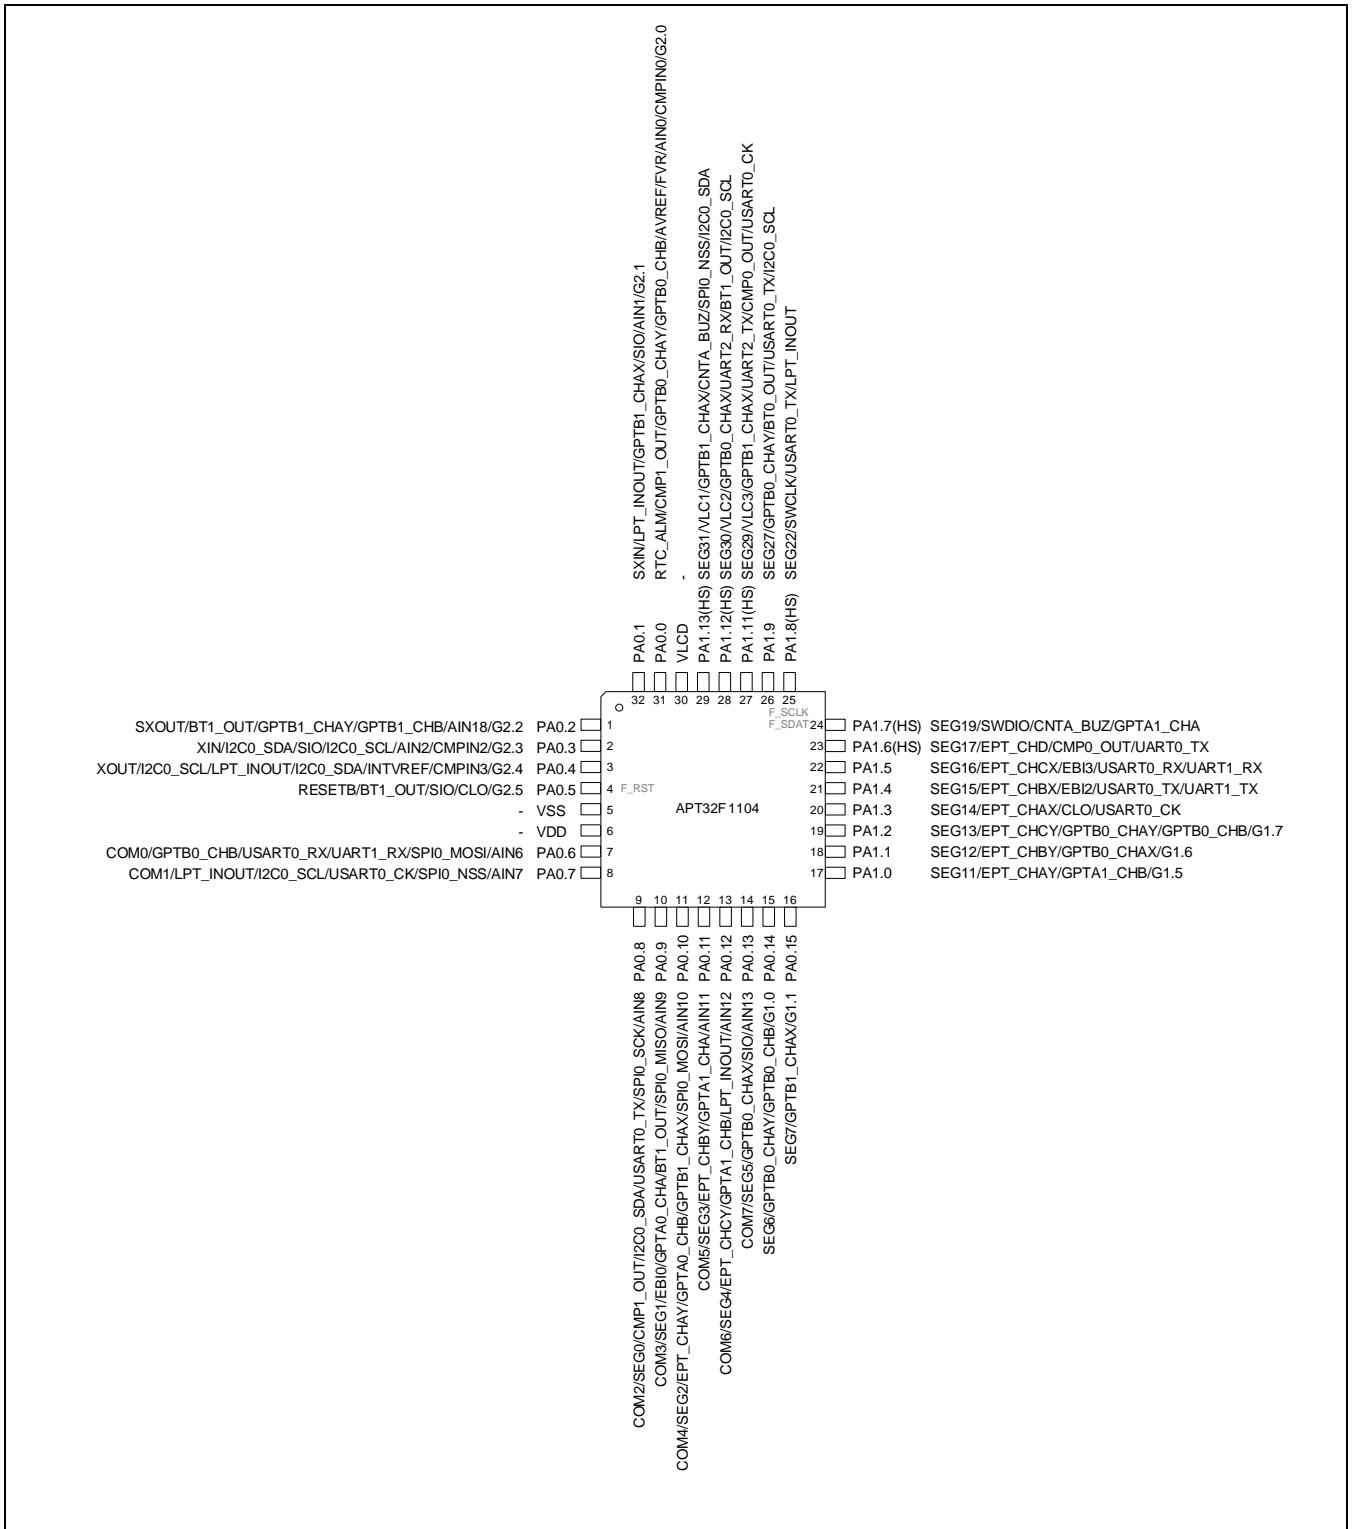 SXIN/LPT_INOUT/GPTB1_CHAX/SIO/AIN1/G2.1
RTC_ALM/CMP1_OUT/GPTB0_CHAY/GPTB0_CHB/AVREF/FVR/AIN0/CMPIN0/G2.0
-
SEG31/VLC1/GPTB1_CHAX/CNTA_BUZ/SPI0_NSS/I2C0_SDA
SEG30/VLC2/GPTB0_CHAX/UART2_RX/BT1_OUT/I2C0_SCL
SEG29/VLC3/GPTB1_CHAX/UART2_TX/CMP0_OUT/USART0_CK
SEG27/GPTB0_CHAY/BT0_OUT/USART0_TX/I2C0_SCL
SEG22/SWCLK/USART0_TX/LPT_INOUT
PA0.1
PA0.0
VLCD
PA1.13(HS)
PA1.12(HS)
PA1.11(HS)
PA1.9
PA1.8(HS)
32 31 30 29 28 27 26 25
F_SCLK
SXOUT/BT1_OUT/GPTB1_CHAY/GPTB1_CHB/AIN18/G2.2 PA0.2 1
F_SDAT 24 PA1.7(HS) SEG19/SWDIO/CNTA_BUZ/GPTA1_CHA
XIN/I2C0_SDA/SIO/I2C0_SCL/AIN2/CMPIN2/G2.3 PA0.3 2
23 PA1.6(HS) SEG17/EPT_CHD/CMP0_OUT/UART0_TX
XOUT/I2C0_SCL/LPT_INOUT/I2C0_SDA/INTVREF/CMPIN3/G2.4 PA0.4 3
22 PA1.5 SEG16/EPT_CHCX/EBI3/USART0_RX/UART1_RX
RESETB/BT1_OUT/SIO/CLO/G2.5 PA0.5 4 F_RST
21 PA1.4 SEG15/EPT_CHBX/EBI2/USART0_TX/UART1_TX
- VSS 5
APT32F1104
20 PA1.3 SEG14/EPT_CHAX/CLO/USART0_CK
- VDD 6
19 PA1.2 SEG13/EPT_CHCY/GPTB0_CHAY/GPTB0_CHB/G1.7
COM0/GPTB0_CHB/USART0_RX/UART1_RX/SPI0_MOSI/AIN6 PA0.6 7
18 PA1.1 SEG12/EPT_CHBY/GPTB0_CHAX/G1.6
COM1/LPT_INOUT/I2C0_SCL/USART0_CK/SPI0_NSS/AIN7 PA0.7 8
17 PA1.0 SEG11/EPT_CHAY/GPTA1_CHB/G1.5
9 10 11 12 13 14 15 16
COM2/SEG0/CMP1_OUT/I2C0_SDA/USART0_TX/SPI0_SCK/AIN8 PA0.8
COM3/SEG1/EBI0/GPTA0_CHA/BT1_OUT/SPI0_MISO/AIN9 PA0.9
COM4/SEG2/EPT_CHAY/GPTA0_CHB/GPTB1_CHAX/SPI0_MOSI/AIN10 PA0.10
COM5/SEG3/EPT_CHBY/GPTA1_CHA/AIN11 PA0.11
COM6/SEG4/EPT_CHCY/GPTA1_CHB/LPT_INOUT/AIN12 PA0.12
COM7/SEG5/GPTB0_CHAX/SIO/AIN13 PA0.13
SEG6/GPTB0_CHAY/GPTB0_CHB/G1.0 PA0.14
SEG7/GPTB1_CHAX/G1.1 PA0.15